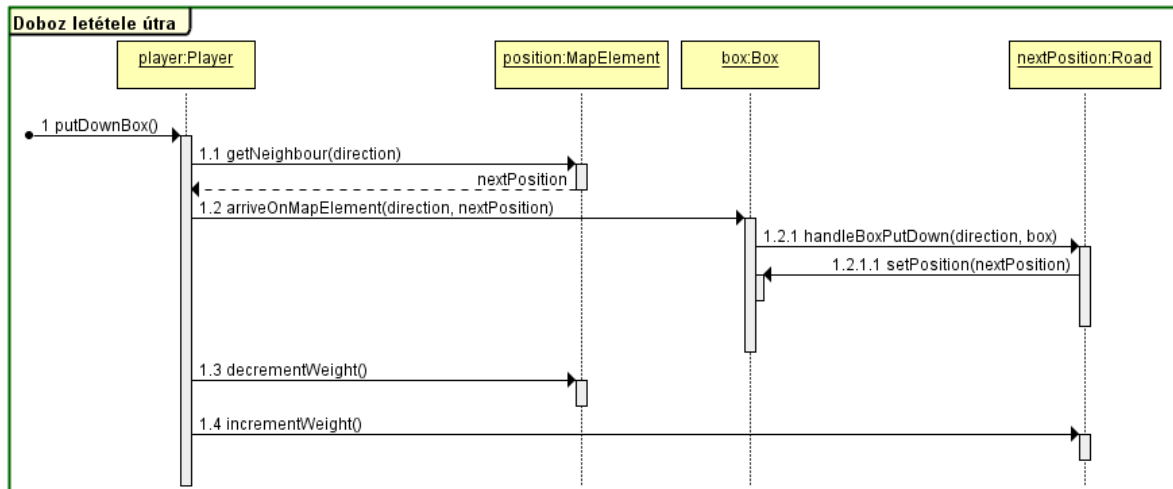 Doboz letétele útra
player:Player
position:MapElement
box:Box
nextPosition:Road
1 putDownBox()
1.1 getNeighbour(direction)
nextPosition
1.2 arriveOnMapElement(direction, nextPosition)
1.2.1 handleBoxPutDown(direction, box)
1.2.1.1 setPosition(nextPosition)
1.3 decrementWeight()
1.4 incrementWeight()